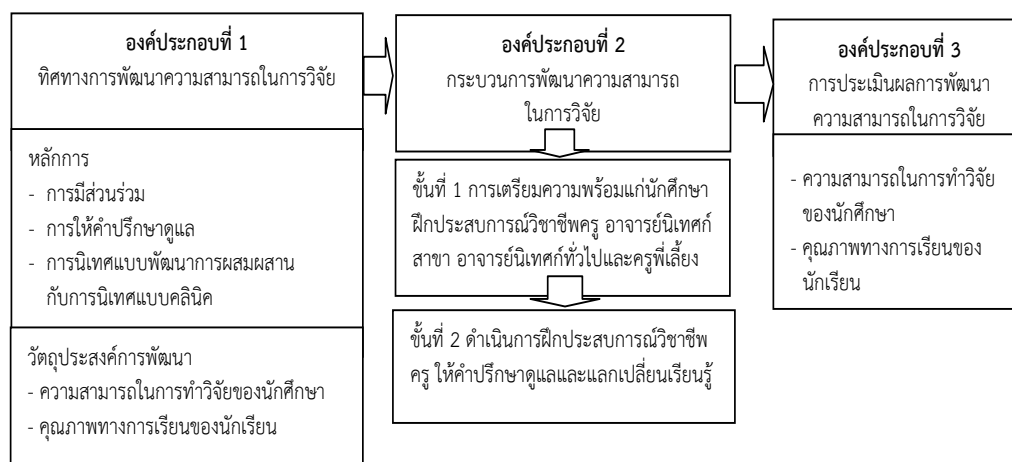 องค์ประกอบที่ 1
ทิศทางการพัฒนาความสามารถในการวิจัย
หลักการ
- การมีส่วนร่วม
- การให้คำปรึกษาดูแล
- การนิเทศแบบพัฒนาการผสมผสาน
กับการนิเทศแบบคลินิค
วัตถุประสงค์การพัฒนา
- ความสามารถในการทำวิจัยของนักศึกษา
- คุณภาพทางการเรียนของนักเรียน
องค์ประกอบที่ 2
กระบวนการพัฒนาความสามารถ
ในการวิจัย
ขั้นที่ 1 การเตรียมความพร้อมแก่นักศึกษา
ฝึกประสบการณ์วิชาชีพครู อาจารย์นิเทศก์
สาขา อาจารย์นิเทศก์ทั่วไปและครูพี่เลี้ยง
ขั้นที่ 2 ดำเนินการฝึกประสบการณ์วิชาชีพ
ครู ให้คำปรึกษาดูแลและแลกเปลี่ยนเรียนรู้
องค์ประกอบที่ 3
การประเมินผลการพัฒนา
ความสามารถในการวิจัย
- ความสามารถในการทำวิจัย
ของนักศึกษา
- คุณภาพทางการเรียนของ
นักเรียน